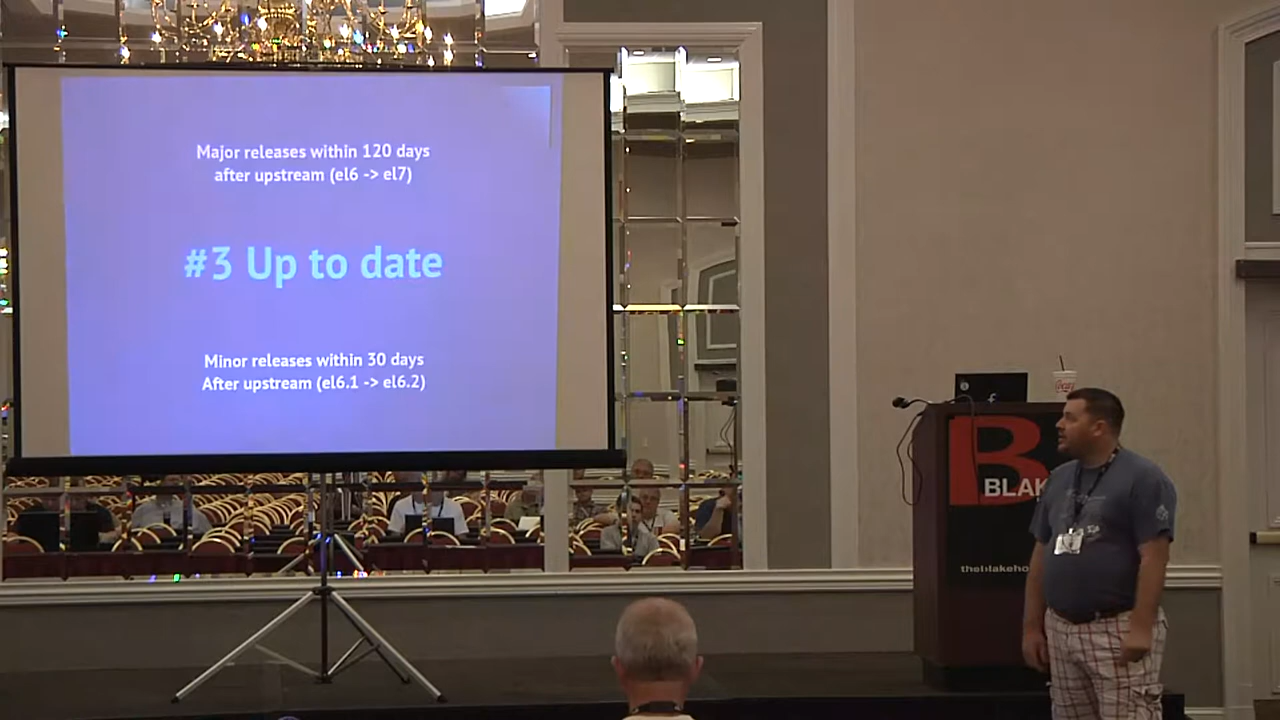 Major releases within 120 days
after upstream (el6 -> el7)
#3 Up to date
Minor releases within 30 days
After upstream (el6.1 -> el6.2)
B
BLAK
theblakeho